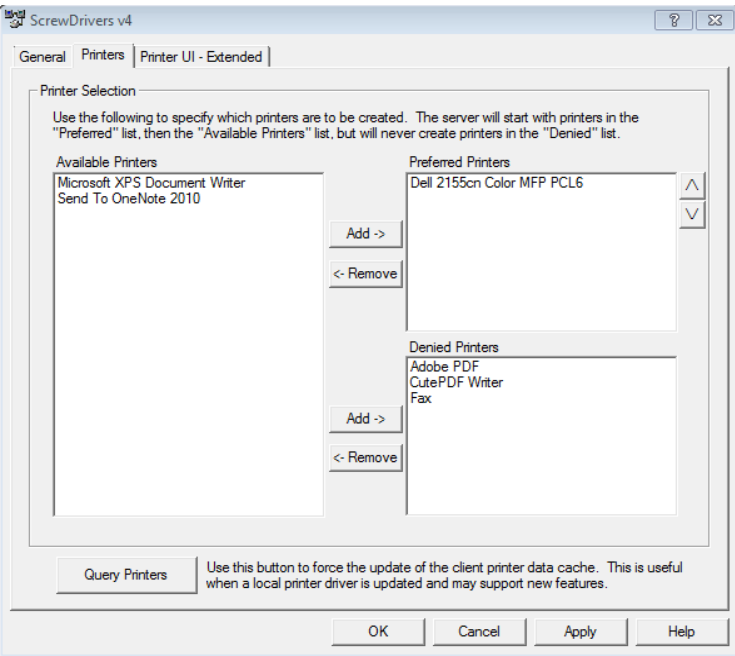 ScrewDrivers v4
General Printers Printer UI - Extended
Printer Selection
Use the following to specify which printers are to be created. The server will start with printers in the
"Preferred" list, then the "Available Printers" list, but will never create printers in the "Denied" list.
Available Printers
Microsoft XPS Document Writer
Send To OneNote 2010
Add ->
<- Remove
Preferred Printers
Dell 2155cn Color MFP PCL6
Add ->
<- Remove
Denied Printers
Adobe PDF
CutePDF Writer
Fax
Query Printers
Use this button to force the update of the client printer data cache. This is useful
when a local printer driver is updated and may support new features.
OK Cancel Apply Help